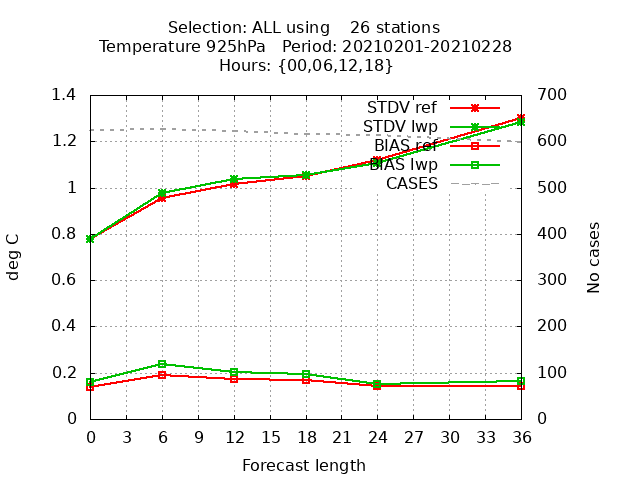 Selection: ALL using    26 stations
Temperature 925hPa   Period: 20210201-20210228
Hours: {00,06,12,18}
STDV ref
STDV lwp
BIAS ref
BIAS lwp
CASES
1.4
1.2
1
0.8
0.6
0.4
0.2
0
deg C
700
600
500
400
300
200
100
0
No cases
0 3 6 9 12 15 18 21 24 27 30 33 36
Forecast length